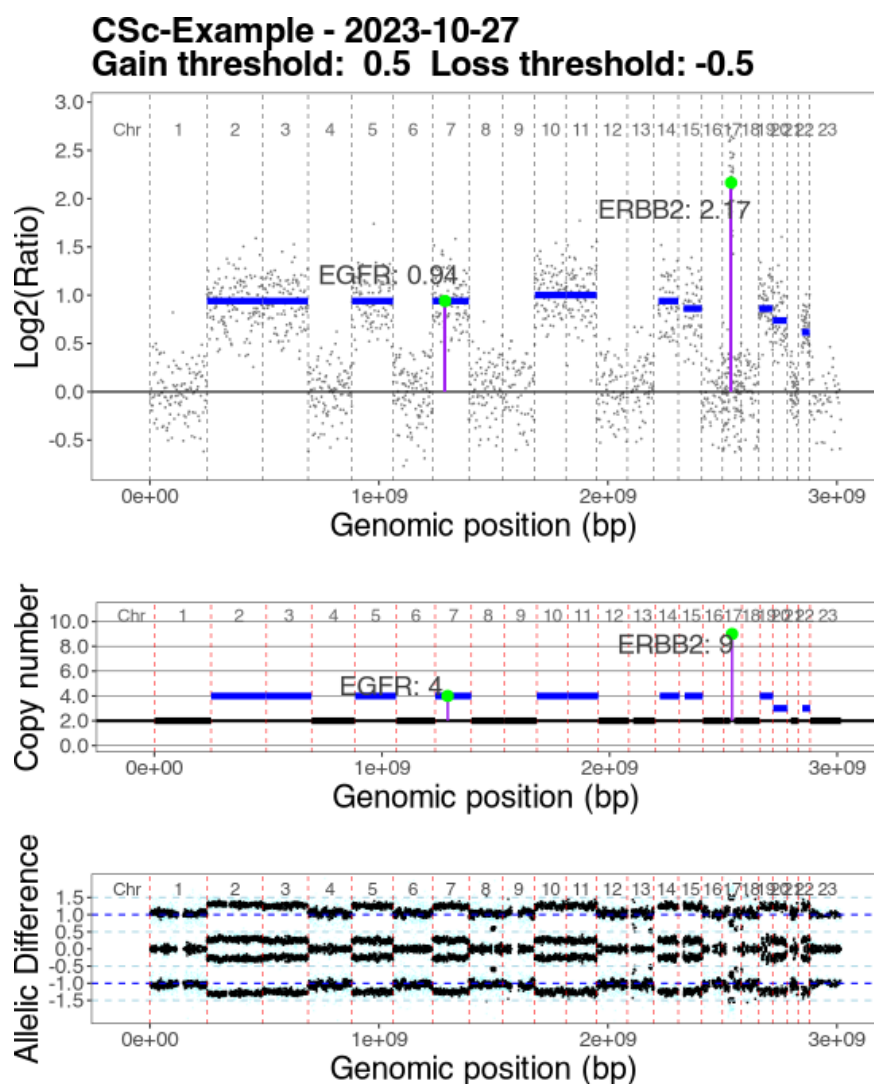 CSc-Example - 2023-10-27
Gain threshold:  0.5  Loss threshold: -0.5
Log2(Ratio)
3.0
2.5
2.0
1.5
1.0
0.5
0.0
-0.5
Chr 1 2 3 4 5 6 7 8 9 10 11 12 13 14 15 16 17 18 19 20 21 22 23
ERBB2: 2.17
EGFR: 0.94
0e+00 1e+09 2e+09 3e+09
Genomic position (bp)
Copy number
10.0
8.0
6.0
4.0
2.0
0.0
Chr 1 2 3 4 5 6 7 8 9 10 11 12 13 14 15 16 17 18 19 20 21 22 23
ERBB2: 9
EGFR: 4
0e+00 1e+09 2e+09 3e+09
Genomic position (bp)
Allelic Difference
1.5
1.0
0.5
0.0
-0.5
-1.0
-1.5
Chr 1 2 3 4 5 6 7 8 9 10 11 12 13 14 15 16 17 18 19 20 21 22 23
0e+00 1e+09 2e+09 3e+09
Genomic position (bp)